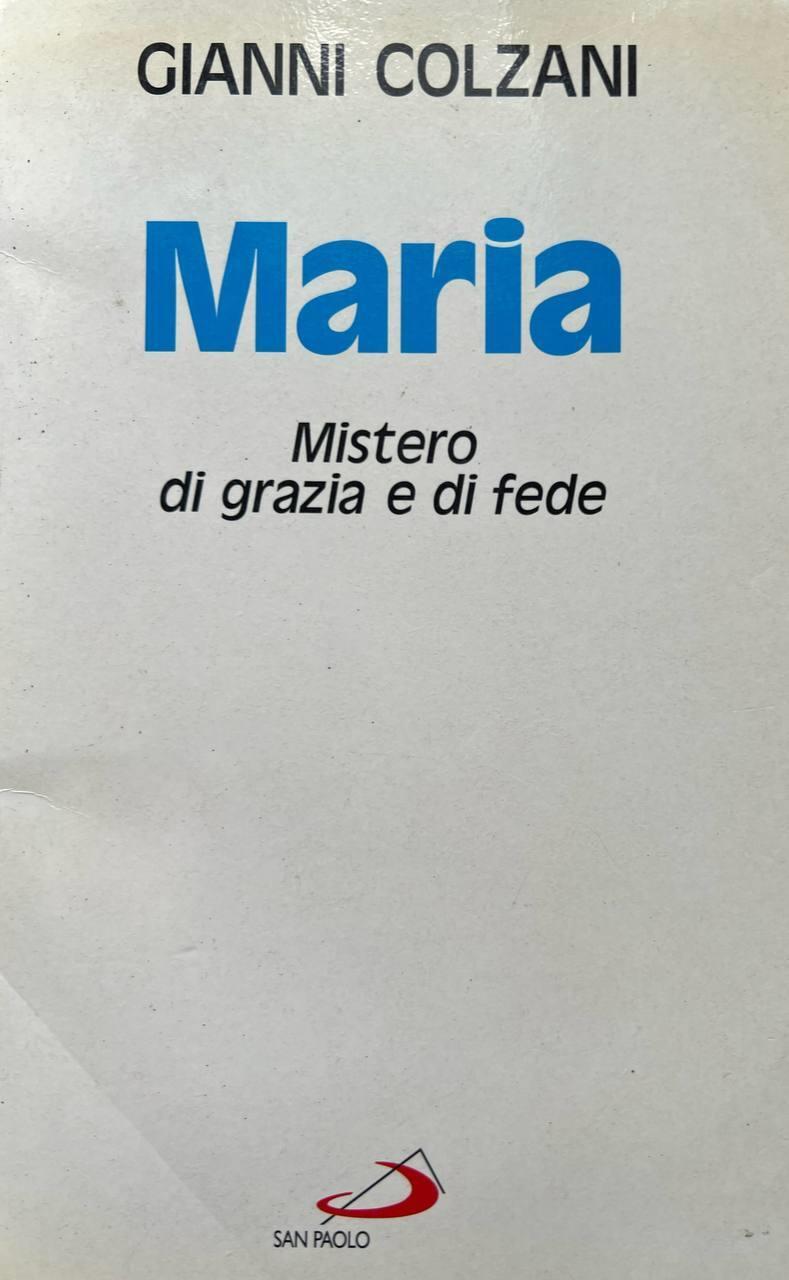 GIANNI COLZANI
Maria
Mistero
di grazia e di fede
SAN PAOLO